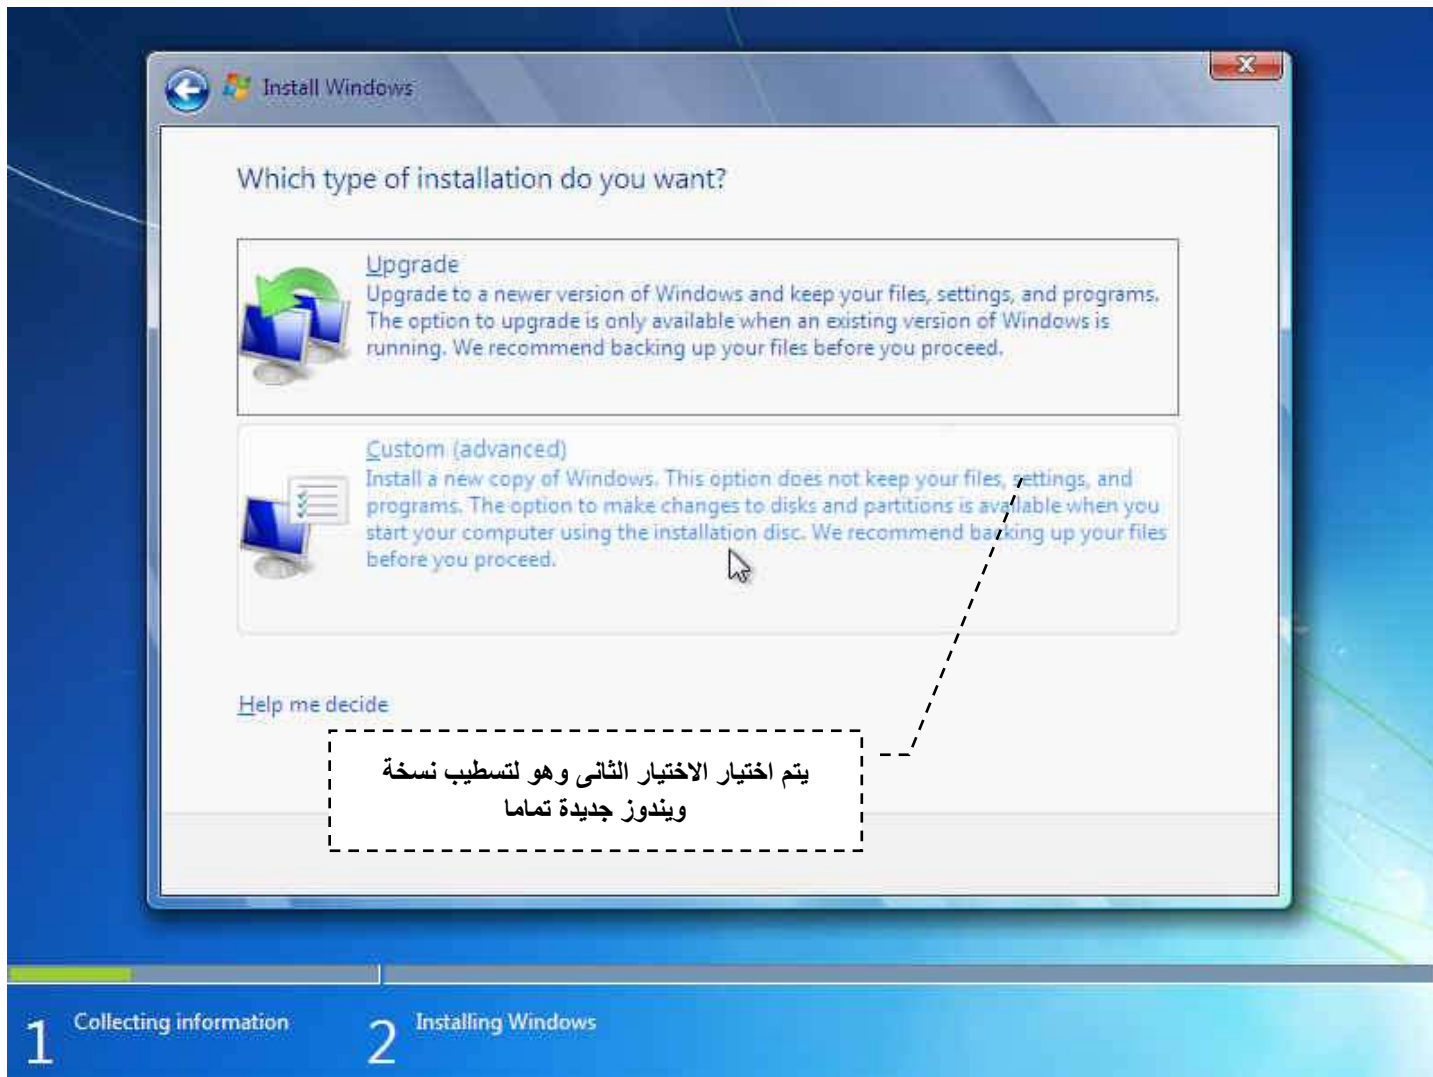 Install Windows
Which type of installation do you want?
Upgrade
Upgrade to a newer version of Windows and keep your files, settings, and programs.
The option to upgrade is only available when an existing version of Windows is
running. We recommend backing up your files before you proceed.
Custom (advanced)
Install a new copy of Windows. This option does not keep your files, settings, and
programs. The option to make changes to disks and partitions is available when you
start your computer using the installation disc. We recommend backing up your files
before you proceed.
Help me decide
يتم اختيار الاختيار الثانى وهو لتسطيب نسخة
ويندوز جديدة تماما
1 Collecting information
2 Installing Windows